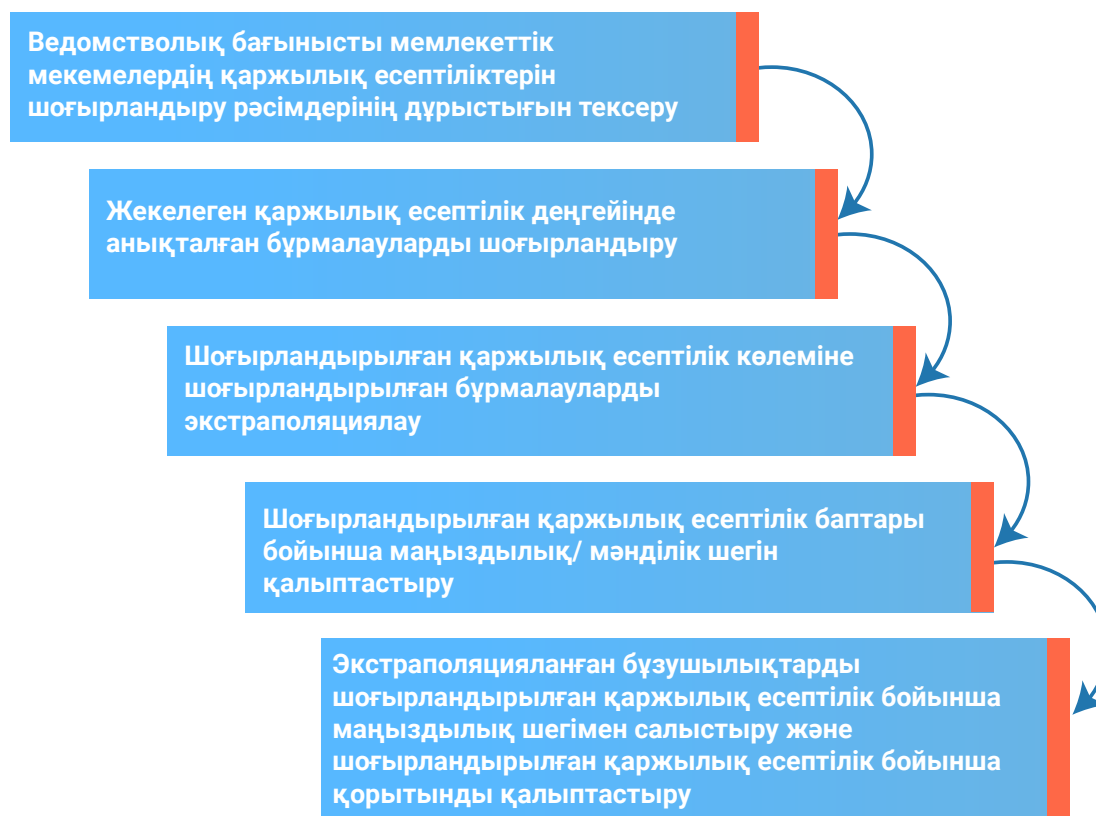 Ведомстволық бағынысты мемлекеттік
мекемелердің қаржылық есептіліктерін
шоғырландыру рәсімдерінің дұрыстығын тексеру
Жекелеген қаржылық есептілік деңгейінде
анықталған бұрмалауларды шоғырландыру
Шоғырландырылған қаржылық есептілік көлеміне
шоғырландырылған бұрмалауларды
экстраполяциялау
Шоғырландырылған қаржылық есептілік баптары
бойынша маңыздылық/ мәнділік шегін
қалыптастыру
Экстраполяцияланған бұзушылықтарды
шоғырландырылған қаржылық есептілік бойынша
маңыздылық шегімен салыстыру және
шоғырландырылған қаржылық есептілік бойынша
қорытынды қалыптастыру